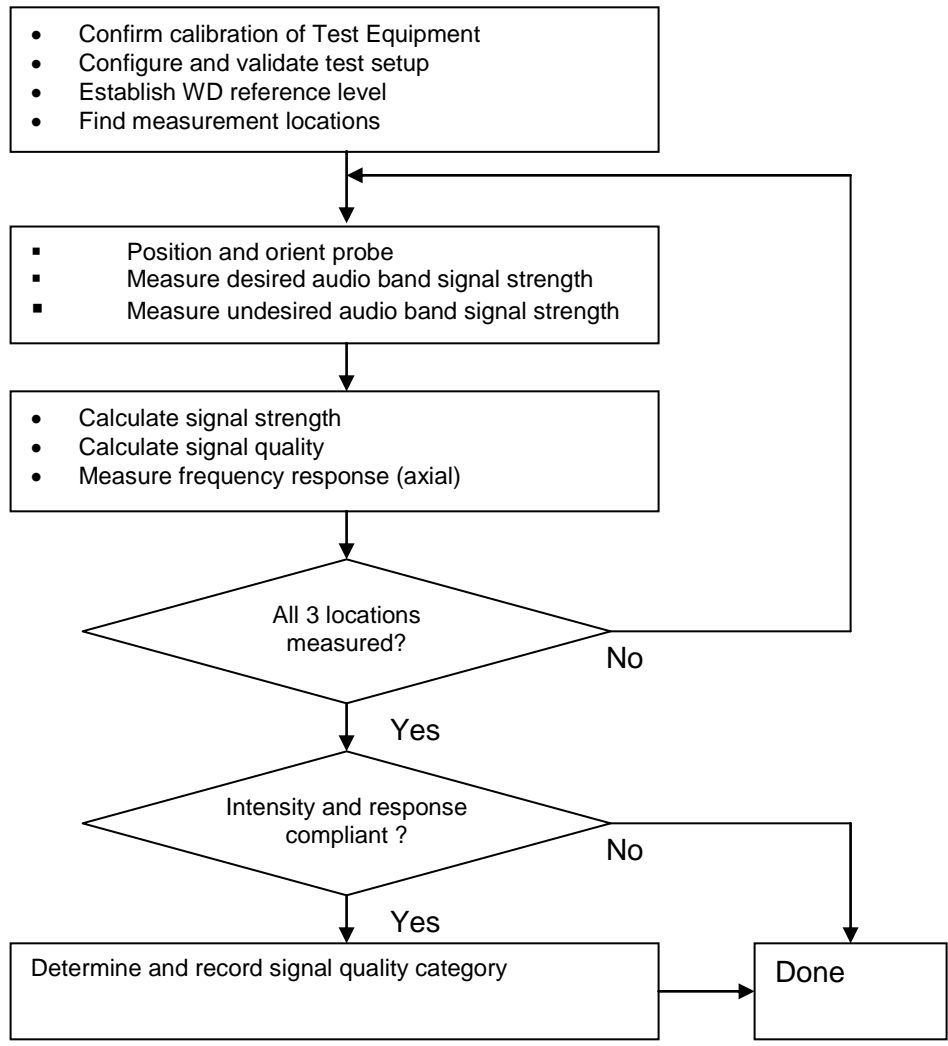 • Confirm calibration of Test Equipment
• Configure and validate test setup
• Establish WD reference level
• Find measurement locations
▪ Position and orient probe
▪ Measure desired audio band signal strength
▪ Measure undesired audio band signal strength
• Calculate signal strength
• Calculate signal quality
• Measure frequency response (axial)
All 3 locations
measured?
No
Yes
Intensity and response
compliant ?
No
Yes
Determine and record signal quality category
Done